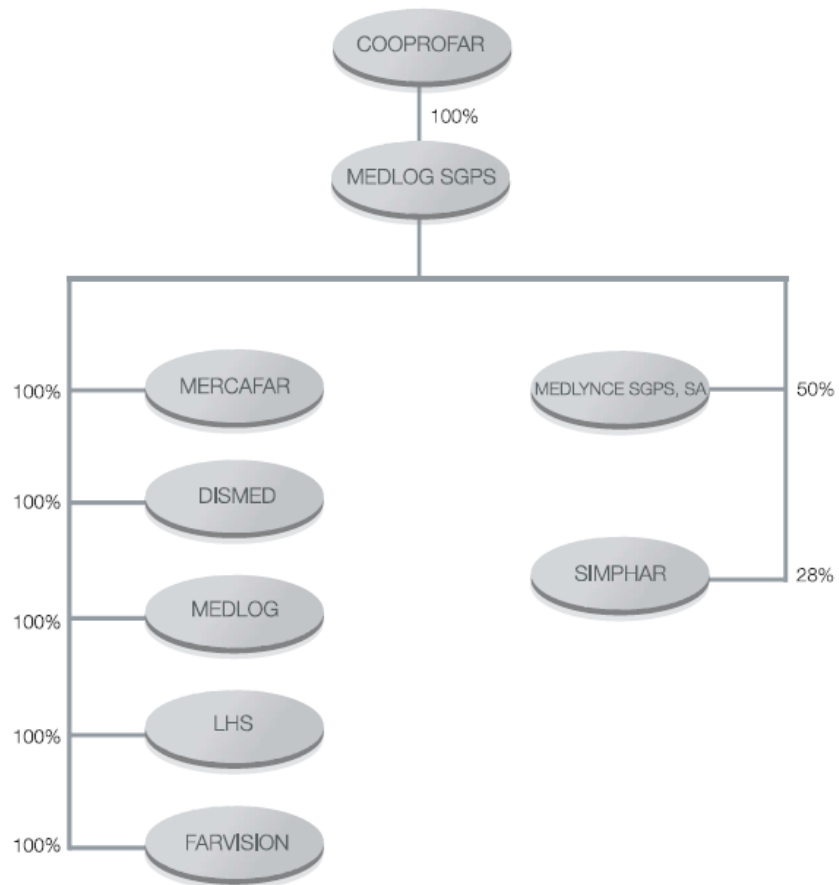 COOPROFAR
100%
MEDLOG SGPS
100%
MERCAFAR
MEDLYNCE SGPS, SA
50%
100%
DISMED
SIMPHAR
28%
100%
MEDLOG
100%
LHS
100%
FARVISION